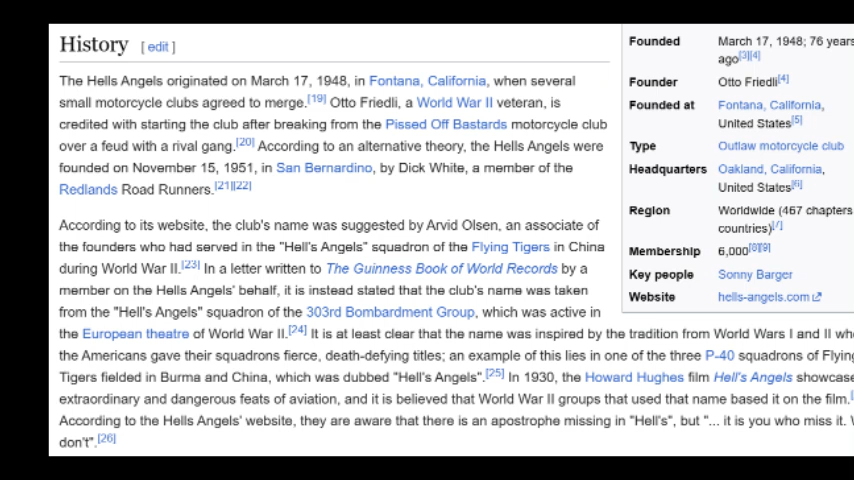 History [ edit ]
The Hells Angels originated on March 17, 1948, in Fontana, California, when several
small motorcycle clubs agreed to merge.[19] Otto Friedli, a World War II veteran, is
credited with starting the club after breaking from the Pissed Off Bastards motorcycle club
over a feud with a rival gang.[20] According to an alternative theory, the Hells Angels were
founded on November 15, 1951, in San Bernardino, by Dick White, a member of the
Redlands Road Runners.[21][22]
According to its website, the club's name was suggested by Arvid Olsen, an associate of
the founders who had served in the "Hell's Angels" squadron of the Flying Tigers in China
during World War II.[23] In a letter written to The Guinness Book of World Records by a
member on the Hells Angels' behalf, it is instead stated that the club's name was taken
from the "Hell's Angels" squadron of the 303rd Bombardment Group, which was active in
the European theatre of World War II.[24] It is at least clear that the name was inspired by the tradition from World Wars I and II whe
the Americans gave their squadrons fierce, death-defying titles; an example of this lies in one of the three P-40 squadrons of Flying
Tigers fielded in Burma and China, which was dubbed "Hell's Angels".[25] In 1930, the Howard Hughes film Hell's Angels showcase
extraordinary and dangerous feats of aviation, and it is believed that World War II groups that used that name based it on the film.[
According to the Hells Angels' website, they are aware that there is an apostrophe missing in "Hell's", but "... it is you who miss it. W
don't".[26]
Founded March 17, 1948; 76 years
ago[3][4]
Founder Otto Friedli[4]
Founded at Fontana, California,
United States[5]
Type Outlaw motorcycle club
Headquarters Oakland, California,
United States[6]
Region Worldwide (467 chapters
countries)[7]
Membership 6,000[8][9]
Key people Sonny Barger
Website hells-angels.com